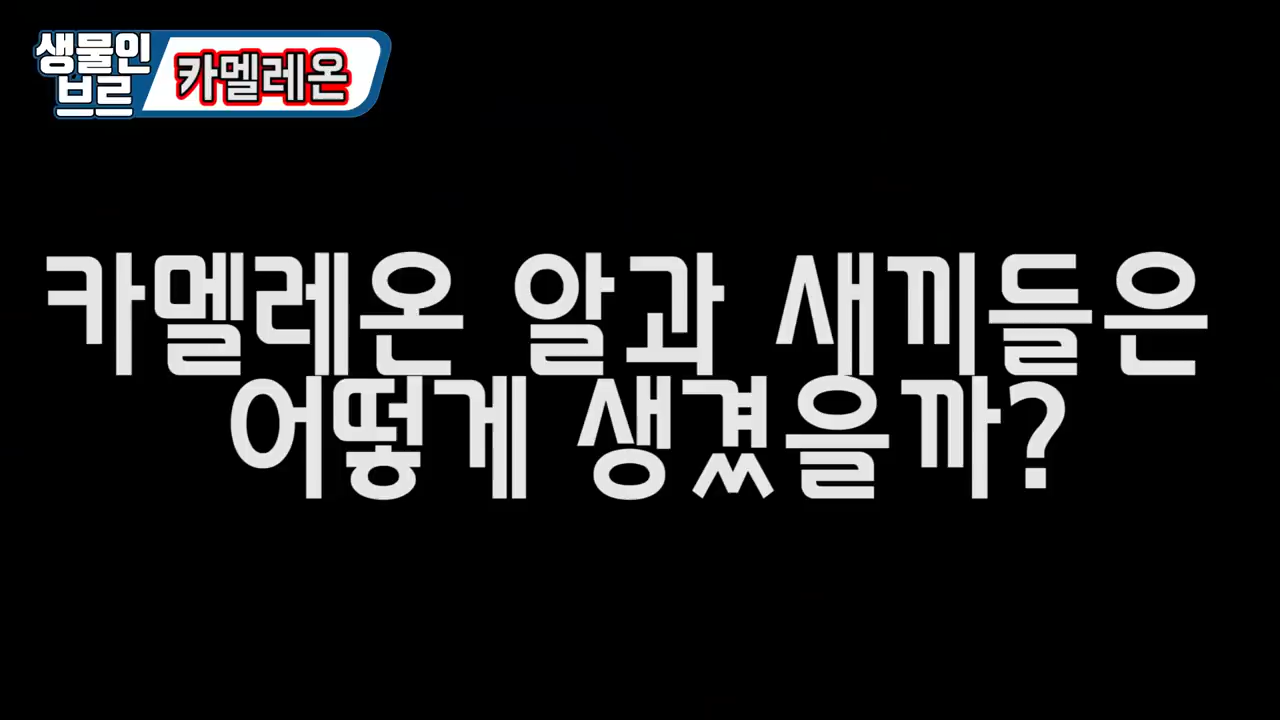 생물인
브르
카멜레온
카멜레온 알과 새끼들은
어떻게 생겼을까?